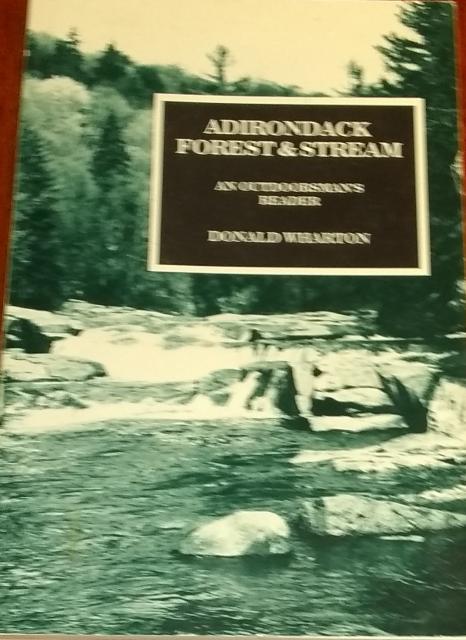 ADIRONDACK
FOREST & STREAM
AN OUTDOORSMAN'S
READER
DONALD WHARTON